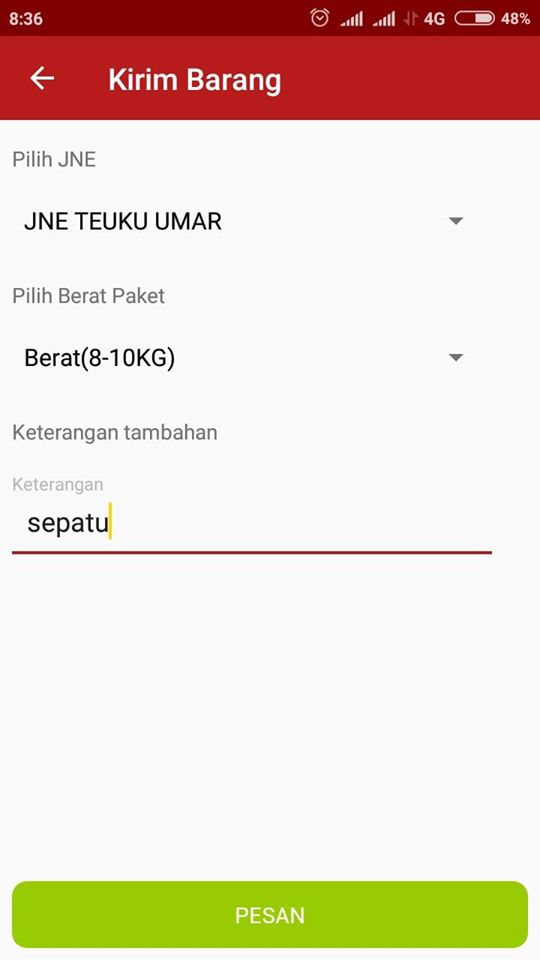 8:36 4G 48%
Kirim Barang
Pilih JNE
JNE TEUKU UMAR
Pilih Berat Paket
Berat(8-10KG)
Keterangan tambahan
Keterangan
sepatu
PESAN